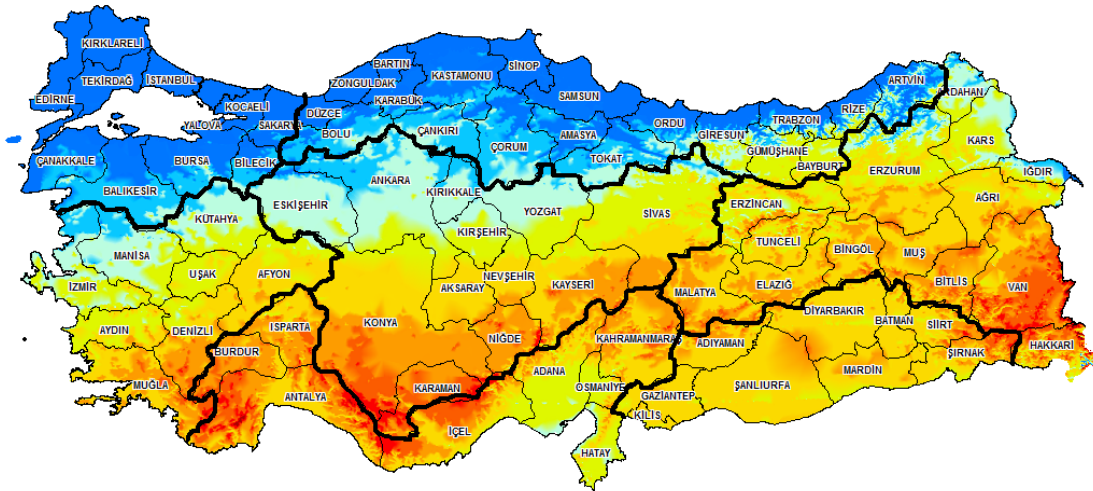 KIRKLARELİ
TEKİRDAĞ
İSTANBUL
EDİRNE
KOCAELİ
YALOVA
SAKARYA
DÜZCE
ZONGULDAK
BARTIN
KARABÜK
KASTAMONU
SİNOP
SAMSUN
BOLU
ÇANKIRI
ÇORUM
AMASYA
TOKAT
ORDU
GİRESUN
TRABZON
RİZE
ARTVİN
ARDAHAN
KARS
GÜMÜŞHANE
BAYBURT
ERZURUM
IĞDIR
AĞRI
ÇANAKKALE
BURSA
BİLECİK
BALIKESİR
KÜTAHYA
ESKİŞEHİR
ANKARA
KIRIKKALE
YOZGAT
SİVAS
ERZİNCAN
TUNCELİ
BİNGÖL
MUŞ
BİTLİS
VAN
MANİSA
UŞAK
AFYON
KIRŞEHİR
NEVŞEHİR
AKSARAY
KAYSERİ
MALATYA
ELAZIĞ
DİYARBAKIR
BATMAN
SİİRT
ŞIRNAK
HAKKARİ
İZMİR
AYDIN
DENİZLİ
ISPARTA
BURDUR
KONYA
NİĞDE
KAHRAMANMARAŞ
ADIYAMAN
MARDİN
MUĞLA
ANTALYA
KARAMAN
ADANA
OSMANİYE
GAZİANTEP
ŞANLIURFA
KİLİS
İÇEL
HATAY